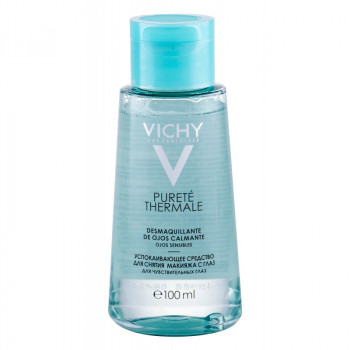 VICHY
LABORATOIRES
V
PURETÉ
THERMALE
DESMAQUILLANTE
DE OJOS CALMANTE
OJOS SENSIBLES
УСПОКАИВАЮЩЕЕ СРЕДСТВО
ДЛЯ СНЯТИЯ МАКИЯЖА С ГЛАЗ
ДЛЯ ЧУВСТВИТЕЛЬНЫХ ГЛАЗ
℮100 ml